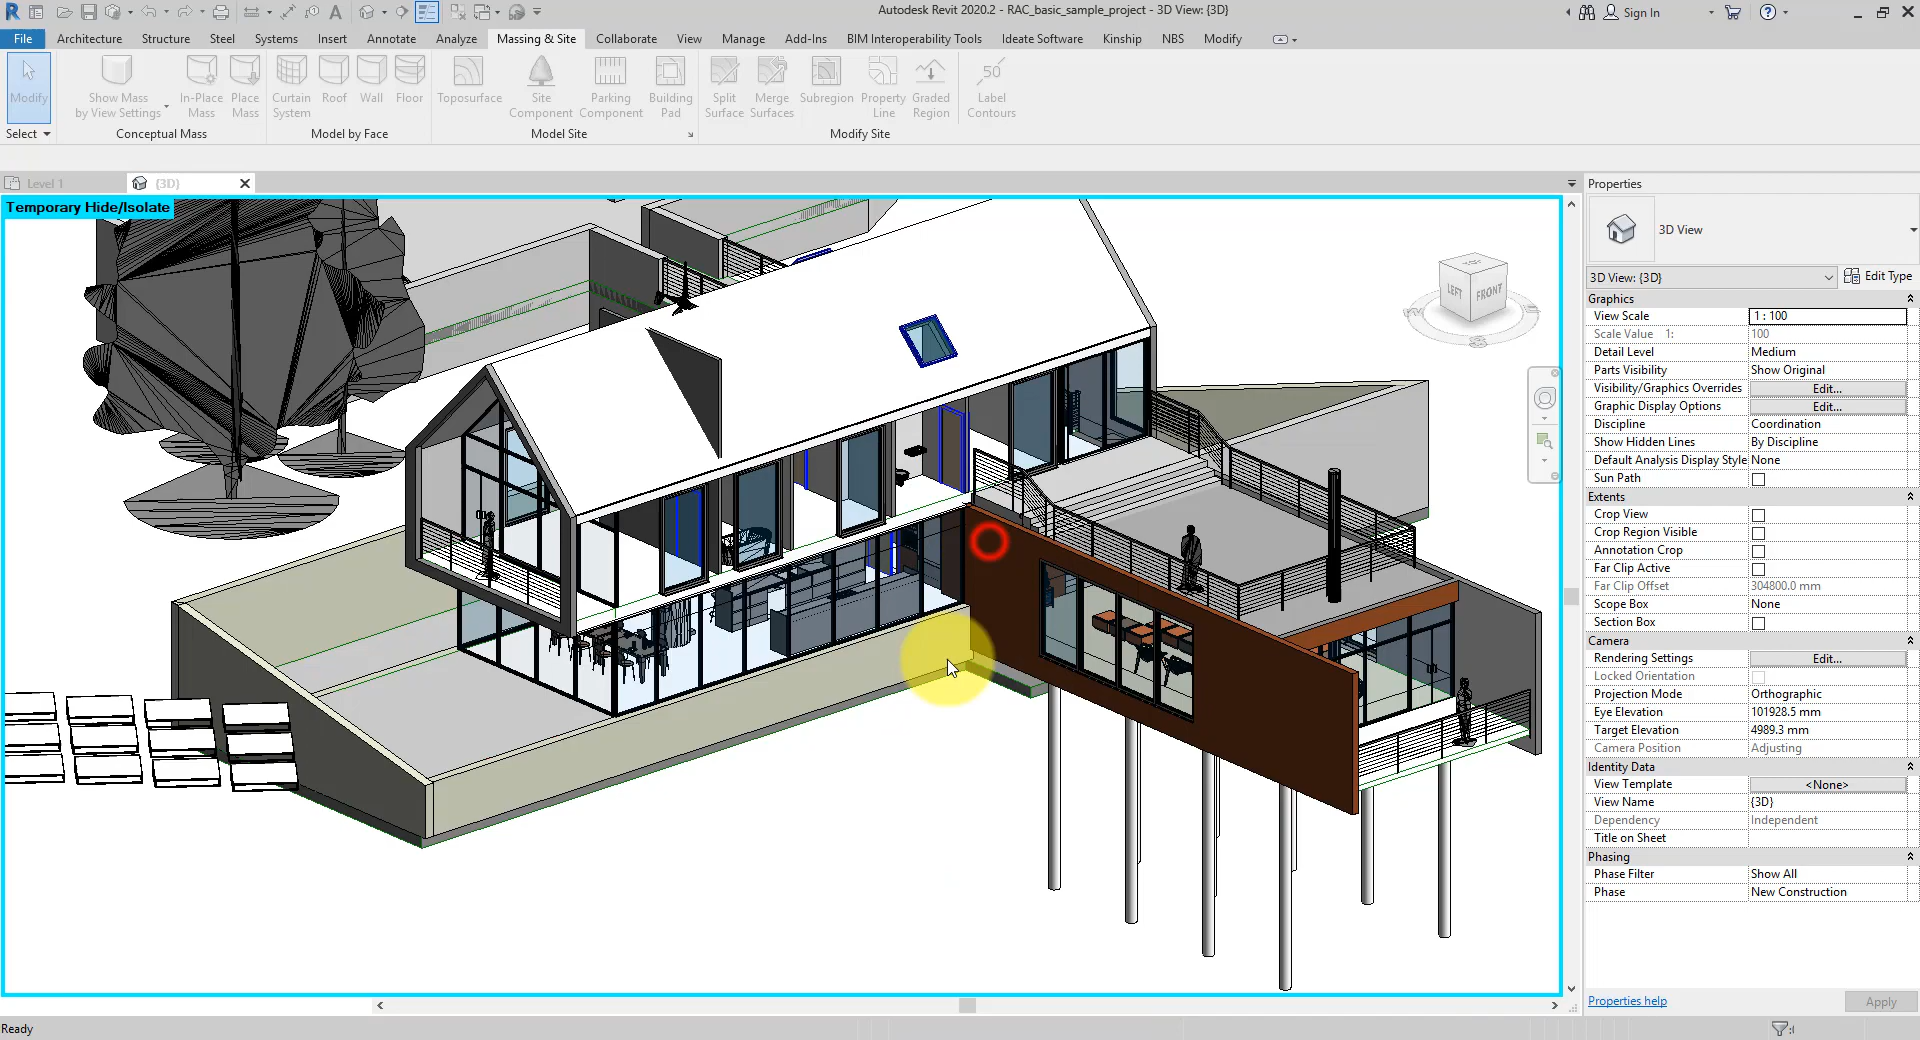 Autodesk Revit 2020.2 - RAC_basic_sample_project - 3D View: {3D}
Sign In
File Architecture Structure Steel Systems Insert Annotate Analyze Massing & Site Collaborate View Manage Add-Ins BIM Interoperability Tools Ideate Software Kinship NBS Modify
Modify
Show Mass by View Settings
In-Place Mass
Place Mass
Curtain System
Roof
Wall
Floor
Toposurface
Site Component
Parking Component
Building Pad
Split Surface
Merge Surfaces
Subregion
Property Line
Graded Region
50
Label Contours
Select
Conceptual Mass
Model by Face
Model Site
Modify Site
Level 1
{3D}
Temporary Hide/Isolate
LEFT
FRONT
Properties
3D View
3D View: {3D}
Edit Type
Graphics
View Scale 1 : 100
Scale Value 1: 100
Detail Level Medium
Parts Visibility Show Original
Visibility/Graphics Overrides Edit...
Graphic Display Options Edit...
Discipline Coordination
Show Hidden Lines By Discipline
Default Analysis Display Style None
Sun Path
Extents
Crop View
Crop Region Visible
Annotation Crop
Far Clip Active
Far Clip Offset 304800.0 mm
Scope Box None
Section Box
Camera
Rendering Settings Edit...
Locked Orientation
Projection Mode Orthographic
Eye Elevation 101928.5 mm
Target Elevation 4989.3 mm
Camera Position Adjusting
Identity Data
View Template <None>
View Name {3D}
Dependency Independent
Title on Sheet
Phasing
Phase Filter Show All
Phase New Construction
Properties help
Apply
Ready